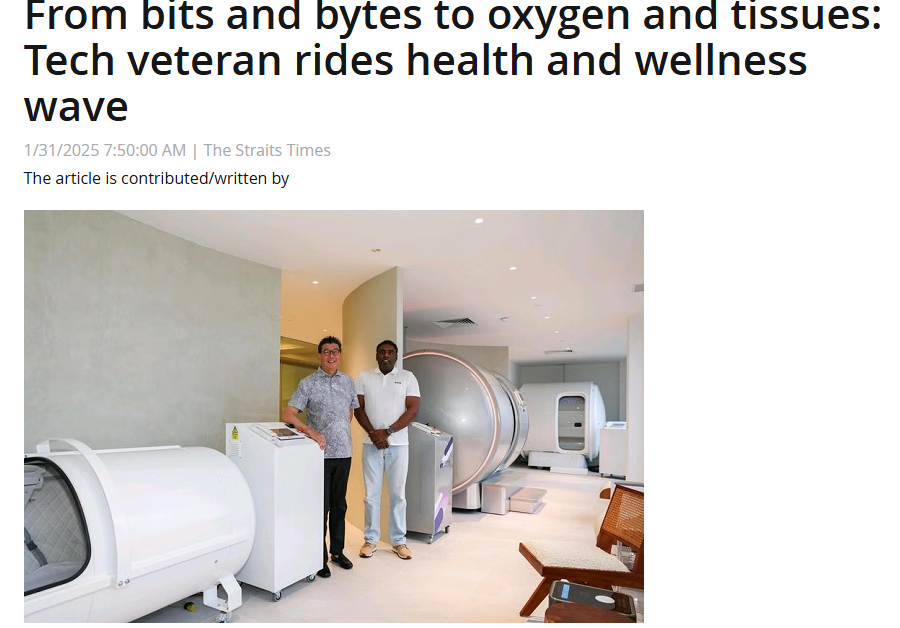 From bits and bytes to oxygen and tissues:
Tech veteran rides health and wellness
wave
1/31/2025 7:50:00 AM | The Straits Times
The article is contributed/written by